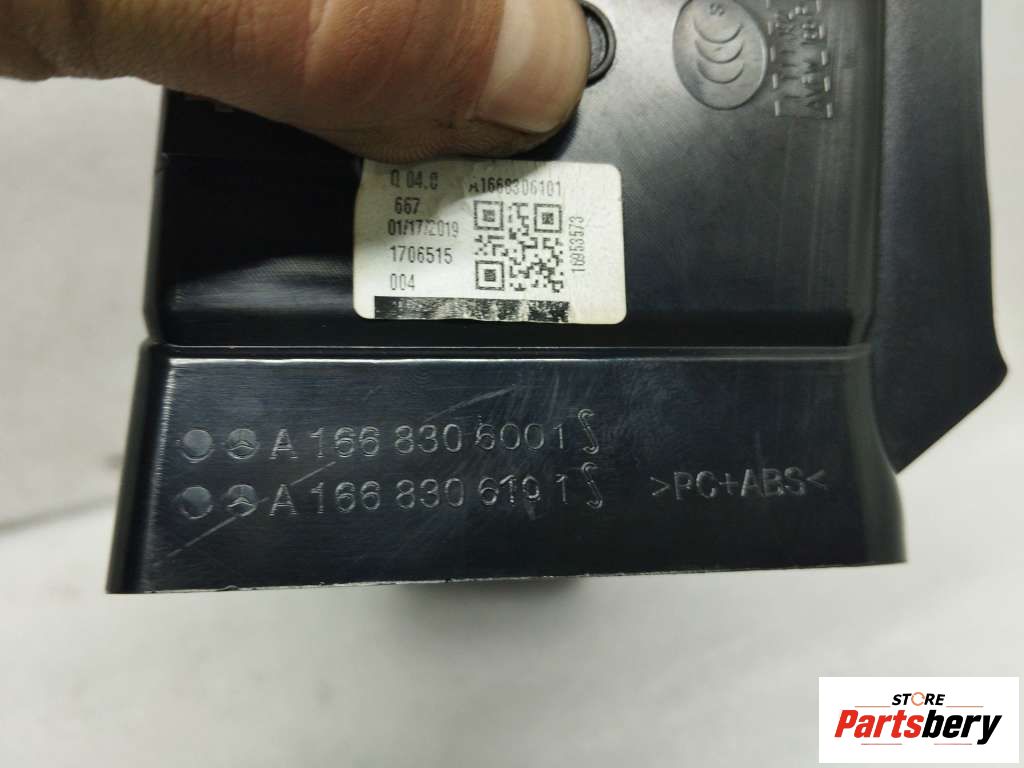 Q 04.0 A1668306101
667
01/17/2019
1706515
004
16953573
A 166 830 6001
A 166 830 6101 >PC+ABS<
STORE
Partsbery